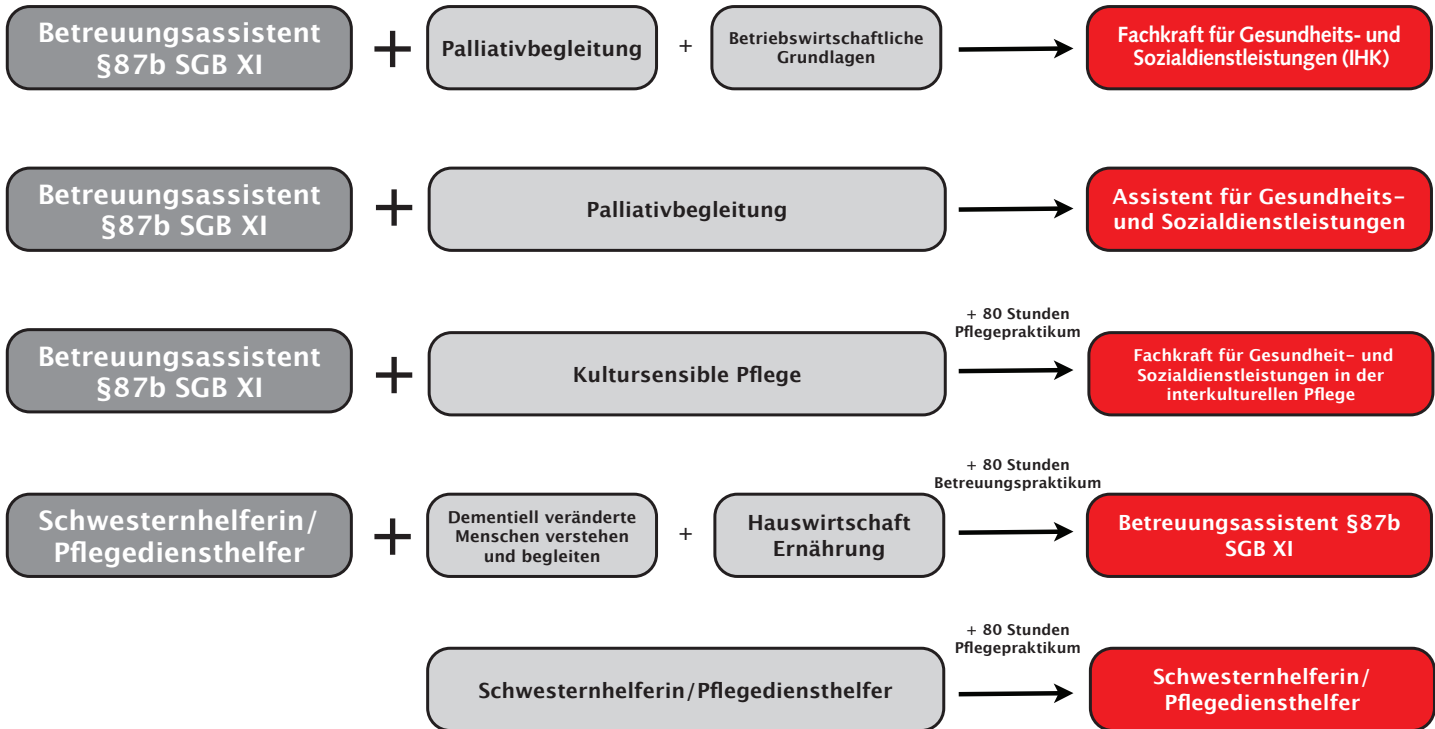 Betreuungsassistent
§87b SGB XI
+
Palliativbegleitung
+
Betriebswirtschaftliche
Grundlagen
Fachkraft für Gesundheits- und
Sozialdienstleistungen (IHK)
Betreuungsassistent
§87b SGB XI
+
Palliativbegleitung
Assistent für Gesundheits-
und Sozialdienstleistungen
Betreuungsassistent
§87b SGB XI
+
Kultursensible Pflege
+ 80 Stunden
Pflegepraktikum
Fachkraft für Gesundheit- und
Sozialdienstleistungen in der
interkulturellen Pflege
Schwesternhelferin/
Pflegediensthelfer
+
Dementiell veränderte
Menschen verstehen
und begleiten
+
Hauswirtschaft
Ernährung
+ 80 Stunden
Betreuungspraktikum
Betreuungsassistent §87b
SGB XI
Schwesternhelferin/Pflegediensthelfer
+ 80 Stunden
Pflegepraktikum
Schwesternhelferin/
Pflegediensthelfer